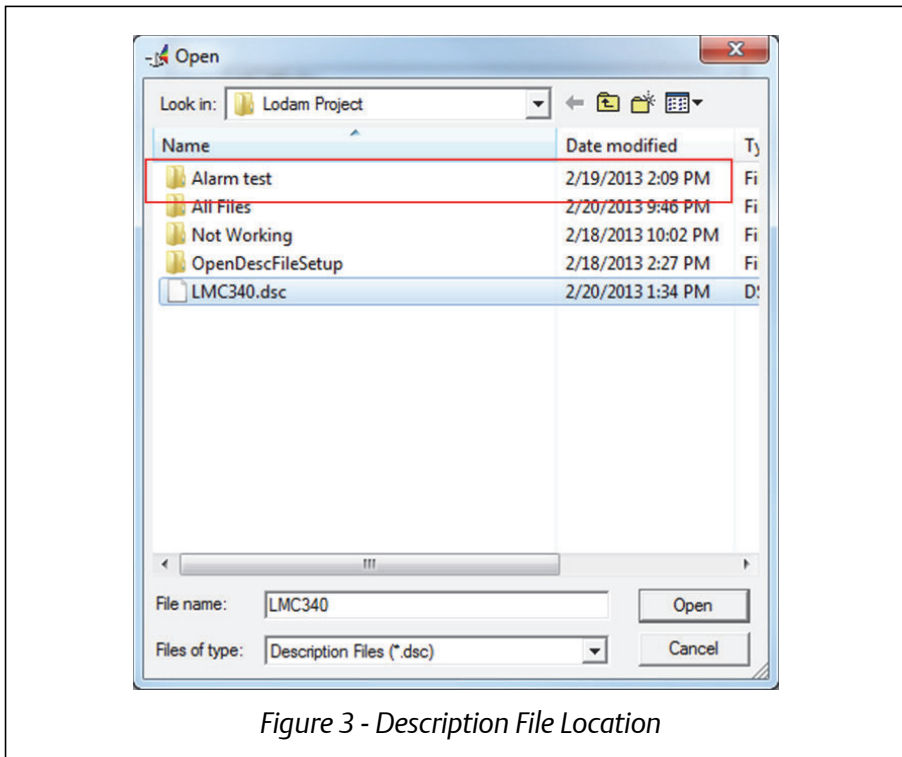 Open
Look in: Lodam Project
Name Date modified Ty
Alarm test 2/19/2013 2:09 PM Fi
All Files 2/20/2013 9:46 PM Fi
Not Working 2/18/2013 10:02 PM Fi
OpenDescFileSetup 2/18/2013 2:27 PM Fi
LMC340.dsc 2/20/2013 1:34 PM DS
File name: LMC340 Open
Files of type: Description Files (*.dsc) Cancel
Figure 3 - Description File Location